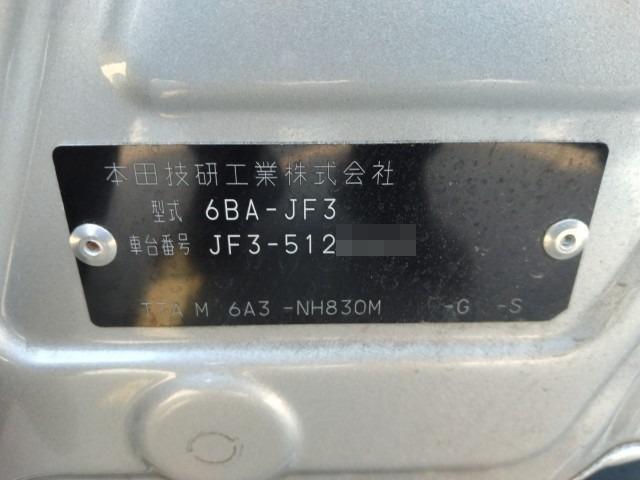 本田技研工業株式会社
型式 6BA-JF3
車台番号 JF3-512
M 6A3 -NH830M -G -S